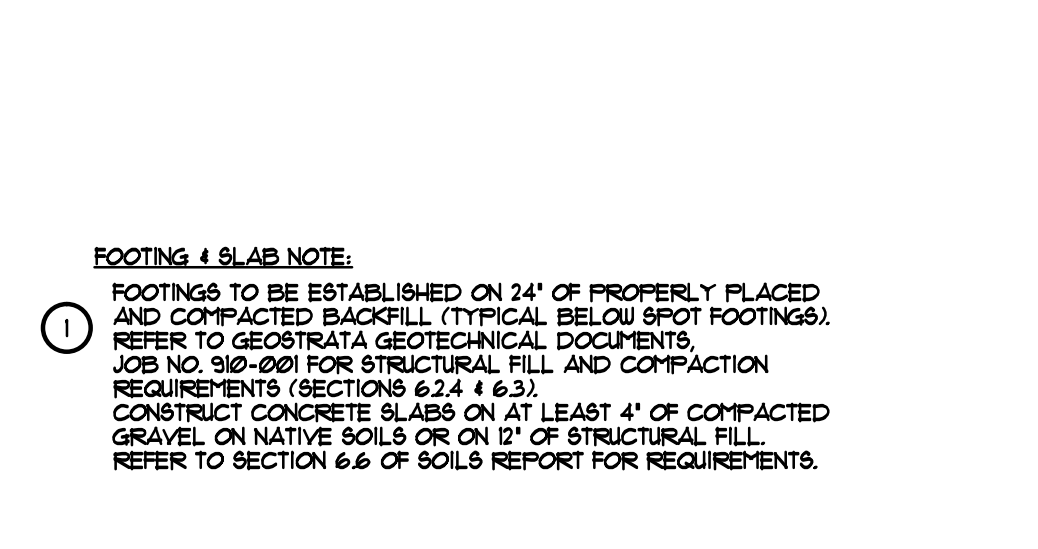 FOOTING & SLAB NOTE:
1
FOOTINGS TO BE ESTABLISHED ON 24" OF PROPERLY PLACED
AND COMPACTED BACKFILL (TYPICAL BELOW SPOT FOOTINGS).
REFER TO GEOSTRATA GEOTECHNICAL DOCUMENTS,
JOB NO. 910-001 FOR STRUCTURAL FILL AND COMPACTION
REQUIREMENTS (SECTIONS 6.2.4 & 6.3).
CONSTRUCT CONCRETE SLABS ON AT LEAST 4" OF COMPACTED
GRAVEL ON NATIVE SOILS OR ON 12" OF STRUCTURAL FILL.
REFER TO SECTION 6.6 OF SOILS REPORT FOR REQUIREMENTS.